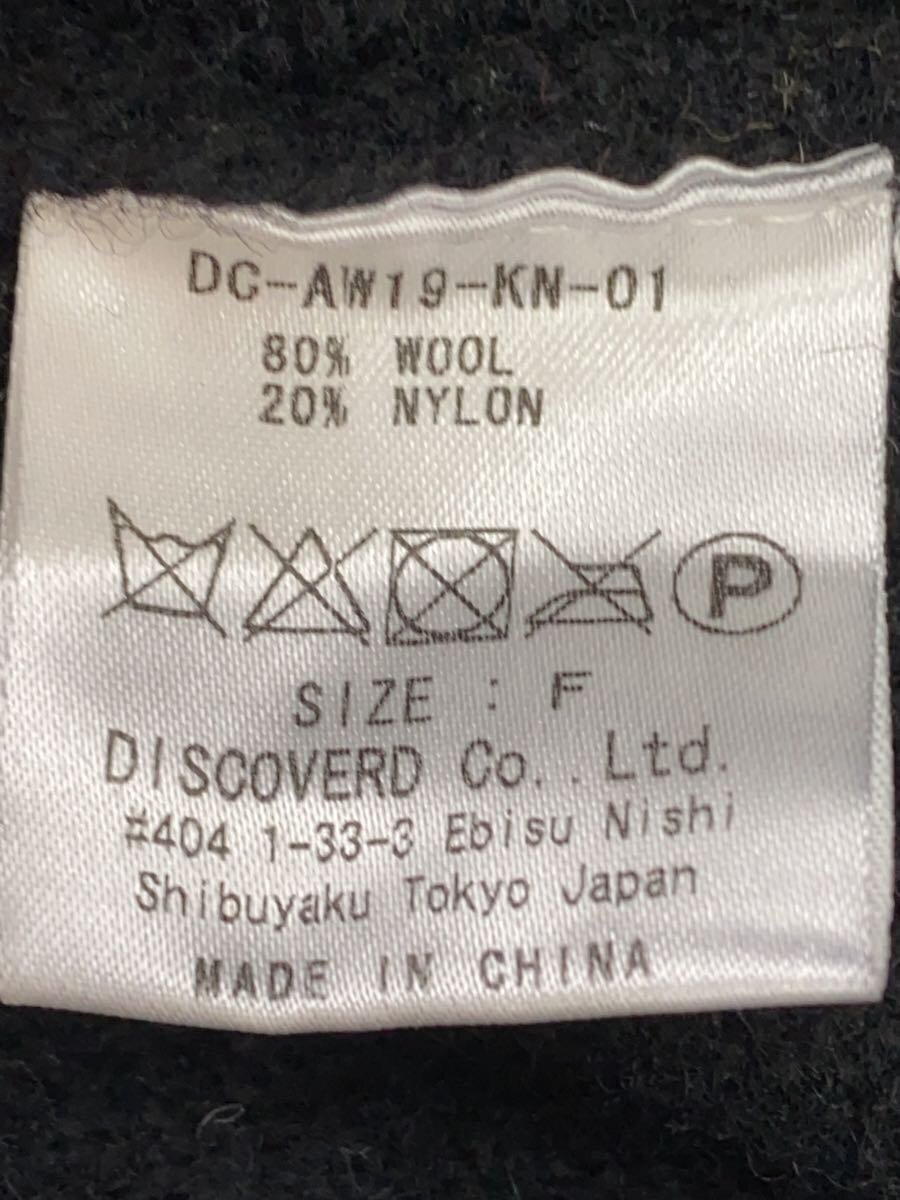 DC-AW19-KN-01
80% WOOL
20% NYLON
P
SIZE : F
DISCOVERD Co..Ltd.
#404 1-33-3 Ebisu Nishi
Shibuyaku Tokyo Japan
MADE IN CHINA